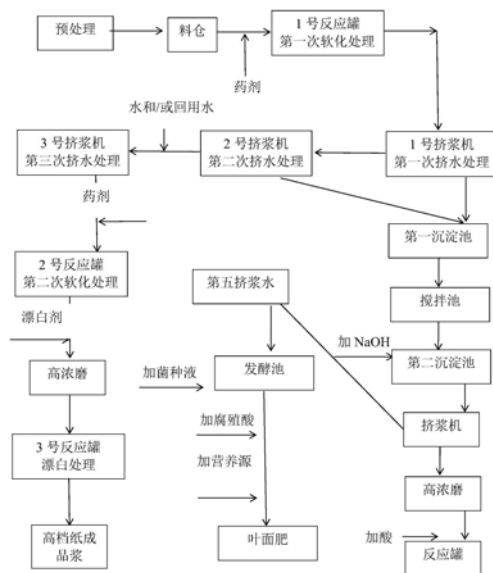 预处理
料仓
1 号反应罐
第一次软化处理
药剂
水和/或回用水
3 号挤浆机
第三次挤水处理
2 号挤浆机
第二次挤水处理
1 号挤浆机
第一次挤水处理
药剂
第一沉淀池
2 号反应罐
第二次软化处理
第五挤浆水
搅拌池
漂白剂
加 NaOH
高浓磨
加菌种液
发酵池
第二沉淀池
加腐殖酸
挤浆机
3 号反应罐
漂白处理
加营养源
高浓磨
高档纸成
品浆
叶面肥
加酸
反应罐